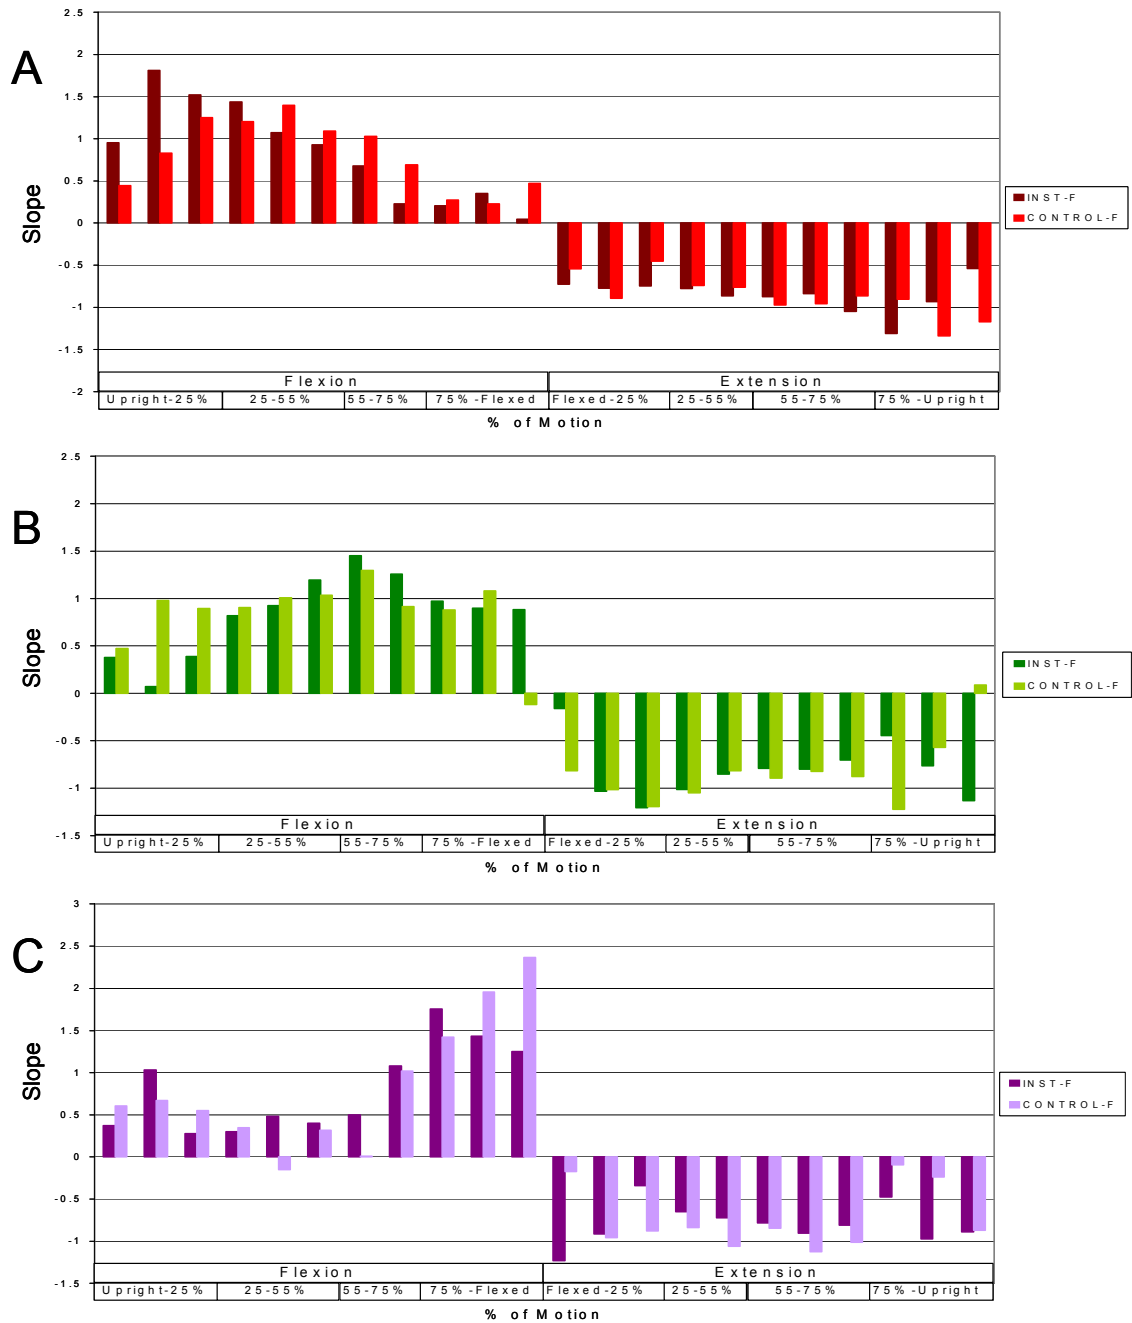 A
Slope
2.5
2
1.5
1
0.5
0
-0.5
-1
-1.5
-2
Flexion Extension
Upright-25% 25-55% 55-75% 75%-Flexed Flexed-25% 25-55% 55-75% 75%-Upright
% of Motion
INST-F
CONTROL-F
B
Slope
2.5
2
1.5
1
0.5
0
-0.5
-1
-1.5
Flexion Extension
Upright-25% 25-55% 55-75% 75%-Flexed Flexed-25% 25-55% 55-75% 75%-Upright
% of Motion
INST-F
CONTROL-F
C
Slope
3
2.5
2
1.5
1
0.5
0
-0.5
-1
-1.5
Flexion Extension
Upright-25% 25-55% 55-75% 75%-Flexed Flexed-25% 25-55% 55-75% 75%-Upright
% of Motion
INST-F
CONTROL-F